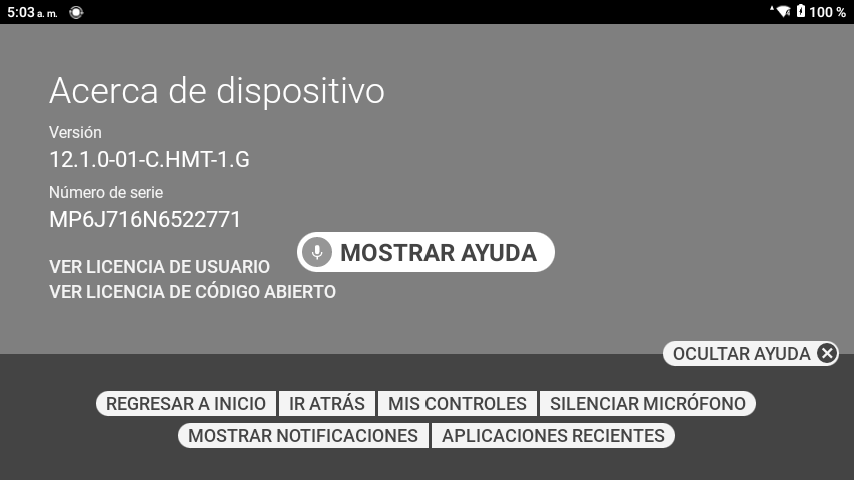 5:03 a. m.
100 %
Acerca de dispositivo
Versión
12.1.0-01-C.HMT-1.G
Número de serie
MP6J716N6522771
MOSTRAR AYUDA
VER LICENCIA DE USUARIO
VER LICENCIA DE CÓDIGO ABIERTO
OCULTAR AYUDA
REGRESAR A INICIO IR ATRÁS MIS CONTROLES SILENCIAR MICRÓFONO
MOSTRAR NOTIFICACIONES APLICACIONES RECIENTES